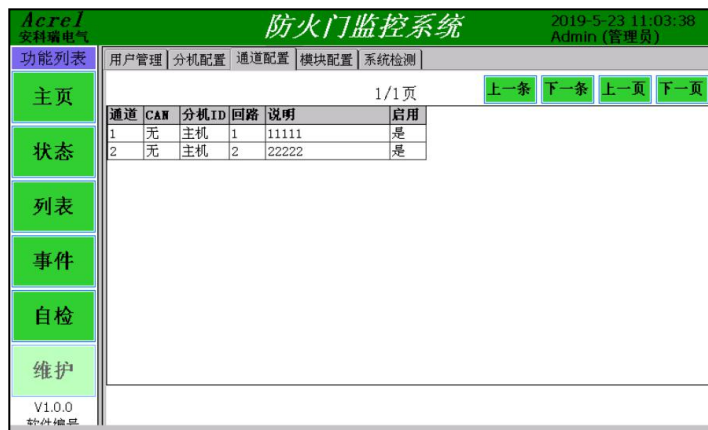 Acrel
安科瑞电气
防火门监控系统
2019-5-23 11:03:38
Admin (管理员)
功能列表
用户管理 分机配置 通道配置 模块配置 系统检测
主页
状态
列表
事件
自检
维护
V1.0.0
软件编号
1/1页
上一条 下一条 上一页 下一页
通道 CAN 分机ID 回路 说明 启用
1 无 主机 1 11111 是
2 无 主机 2 22222 是